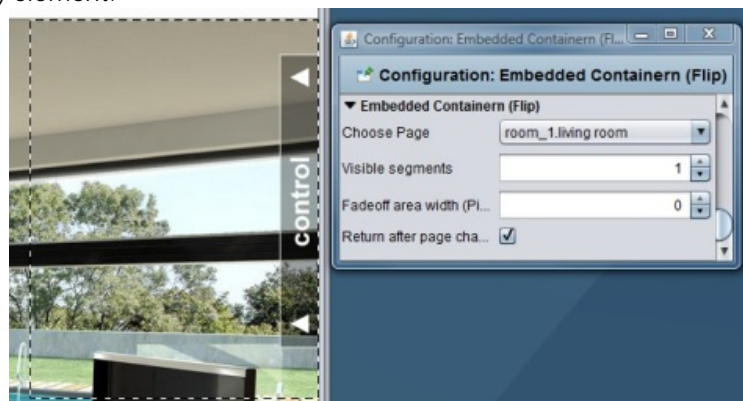 y element.
control
Configuration: Embedded Containern (Fl...
Configuration: Embedded Containern (Flip)
Embedded Containern (Flip)
Choose Page room_1.living room
Visible segments 1
Fadeoff area width (Pi... 0
Return after page cha...